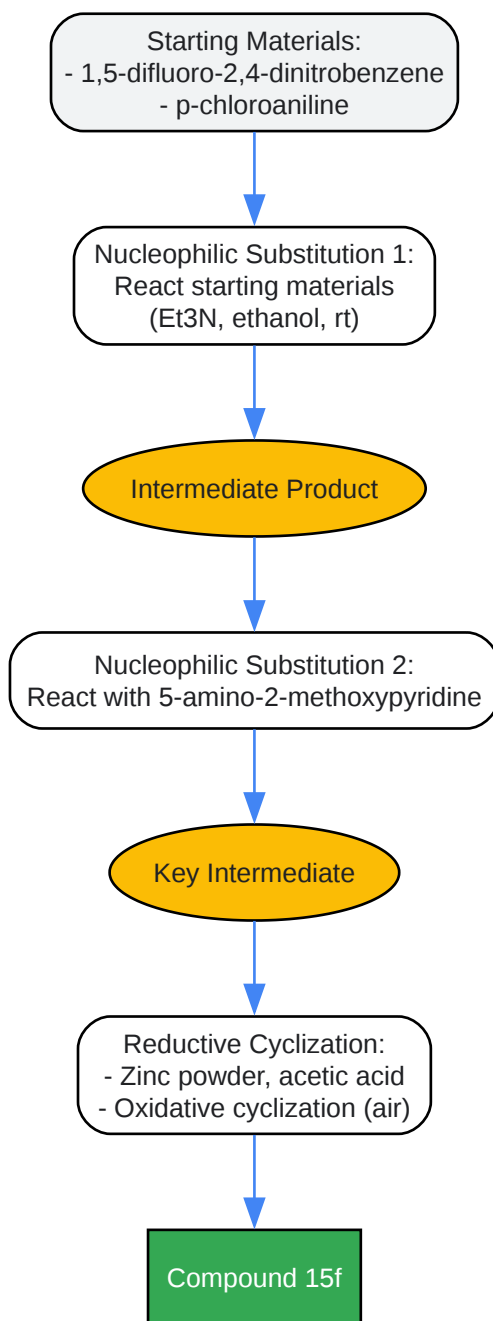 Starting Materials:
- 1,5-difluoro-2,4-dinitrobenzene
- p-chloroaniline
Nucleophilic Substitution 1:
React starting materials
(Et3N, ethanol, rt)
Intermediate Product
Nucleophilic Substitution 2:
React with 5-amino-2-methoxypyridine
Key Intermediate
Reductive Cyclization:
- Zinc powder, acetic acid
- Oxidative cyclization (air)
Compound 15f